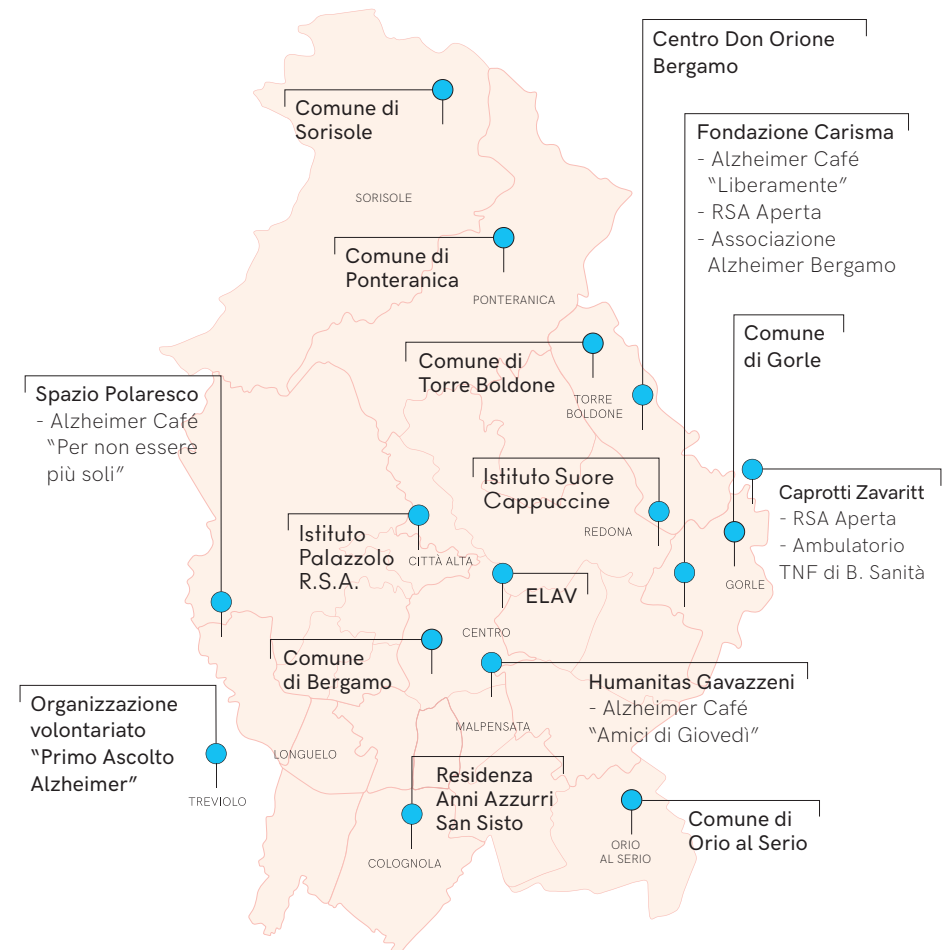 Centro Don Orione
Bergamo
Comune di
Sorisole
Fondazione Carisma
- Alzheimer Café
“Liberamente”
- RSA Aperta
- Associazione
Alzheimer Bergamo
SORISOLE
Comune di
Ponteranica
PONTERANICA
Comune
di Gorle
Comune di
Torre Boldone
TORRE
BOLDONE
Spazio Polaresco
- Alzheimer Café
“Per non essere
più soli”
Istituto Suore
Cappuccine
REDONA
Caprotti Zavaritt
- RSA Aperta
- Ambulatorio
TNF di B. Sanità
GORLE
Istituto
Palazzolo
R.S.A.
CITTÀ ALTA
ELAV
CENTRO
Comune
di Bergamo
Humanitas Gavazzeni
- Alzheimer Café
“Amici di Giovedì”
MALPENSATA
Organizzazione
volontariato
“Primo Ascolto
Alzheimer”
TREVIOLO
LONGUELO
Residenza
Anni Azzurri
San Sisto
COLOGNOLA
Comune di
Orio al Serio
ORIO
AL SERIO